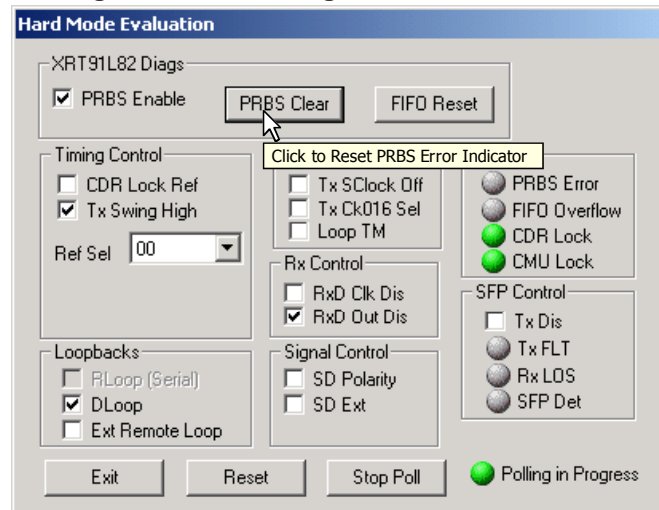 Hard Mode Evaluation
XRT91L82 Diags
PRBS Enable
PRBS Clear
FIFO Reset
Click to Reset PRBS Error Indicator
Timing Control
CDR Lock Ref
Tx Swing High
Ref Sel
00
Tx SClock Off
Tx Ck016 Sel
Loop TM
Rx Control
RxD Clk Dis
RxD Out Dis
PRBS Error
FIFO Overflow
CDR Lock
CMU Lock
SFP Control
Tx Dis
Tx FLT
Rx LOS
SFP Det
Loopbacks
RLoop (Serial)
DLoop
Ext Remote Loop
Signal Control
SD Polarity
SD Ext
Exit
Reset
Stop Poll
Polling in Progress